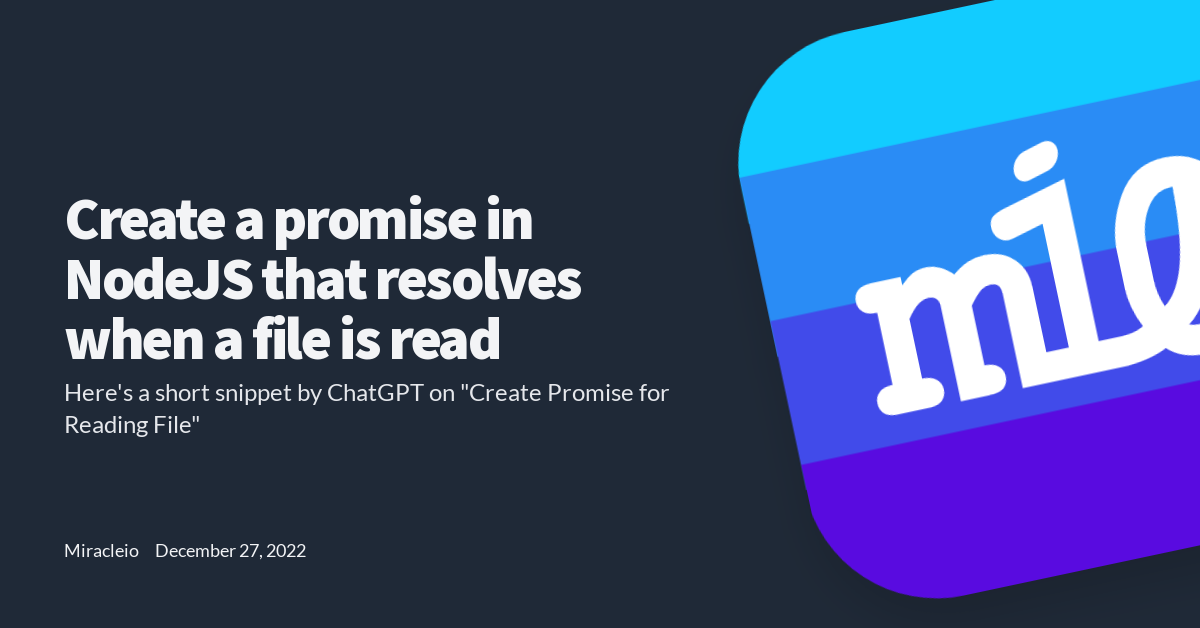 Create a promise in
NodeJS that resolves
when a file is read
Here's a short snippet by ChatGPT on "Create Promise for
Reading File"
Miracleio December 27, 2022